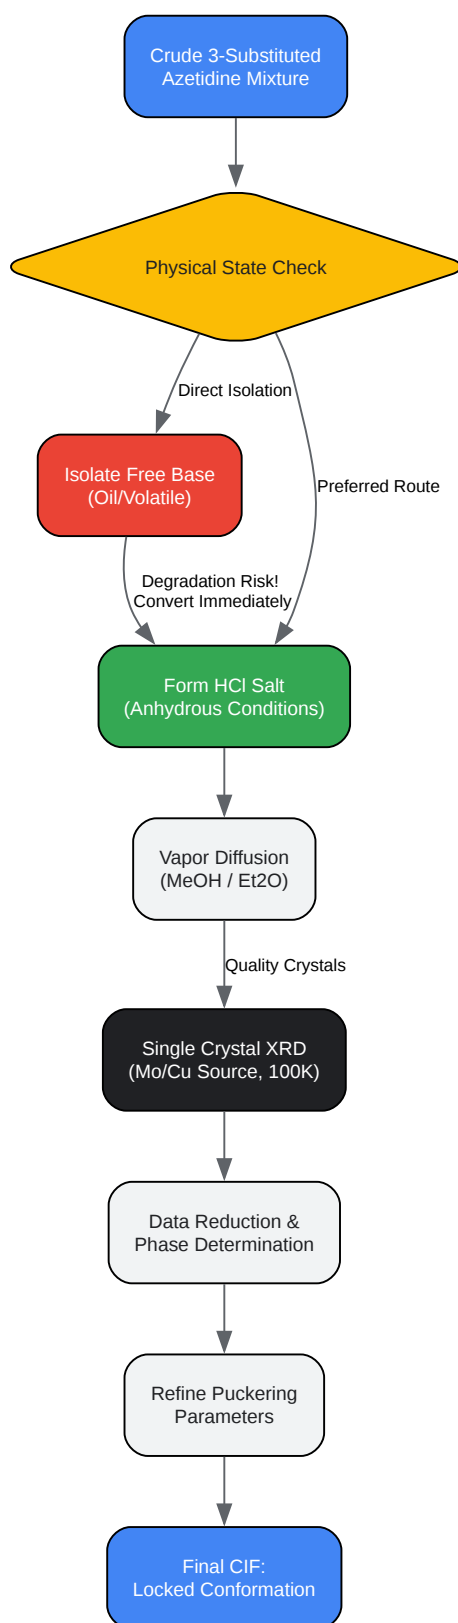 Crude 3-Substituted
Azetidine Mixture
Physical State Check
Direct Isolation
Isolate Free Base
(Oil/Volatile)
Preferred Route
Degradation Risk!
Convert Immediately
Form HCl Salt
(Anhydrous Conditions)
Vapor Diffusion
(MeOH / Et2O)
Quality Crystals
Single Crystal XRD
(Mo/Cu Source, 100K)
Data Reduction &
Phase Determination
Refine Puckering
Parameters
Final CIF:
Locked Conformation